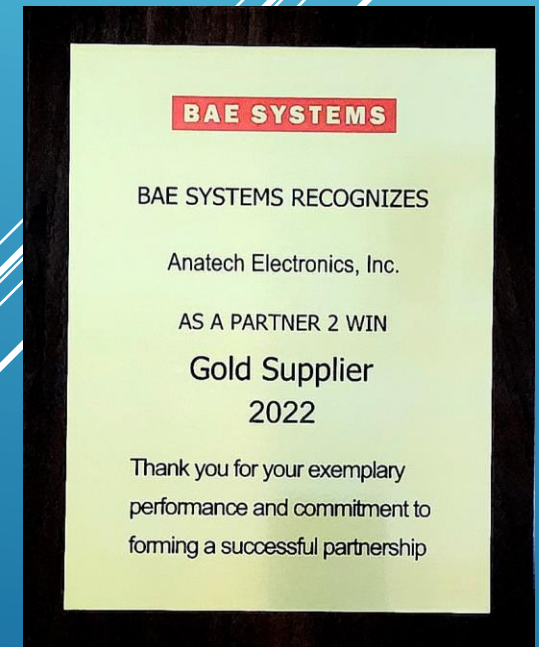 BAE SYSTEMS
BAE SYSTEMS RECOGNIZES
Anatech Electronics, Inc.
AS A PARTNER 2 WIN
Gold Supplier
2022
Thank you for your exemplary
performance and commitment to
forming a successful partnership